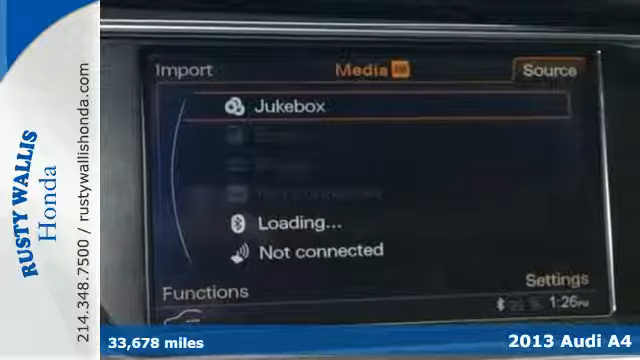 RUSTY WALLIS
Honda
214.348.7500 / rustywallishonda.com
Import
Media
Source
Jukebox
Loading...
Not connected
Functions
Settings
1:26PM
33,678 miles
2013 Audi A4